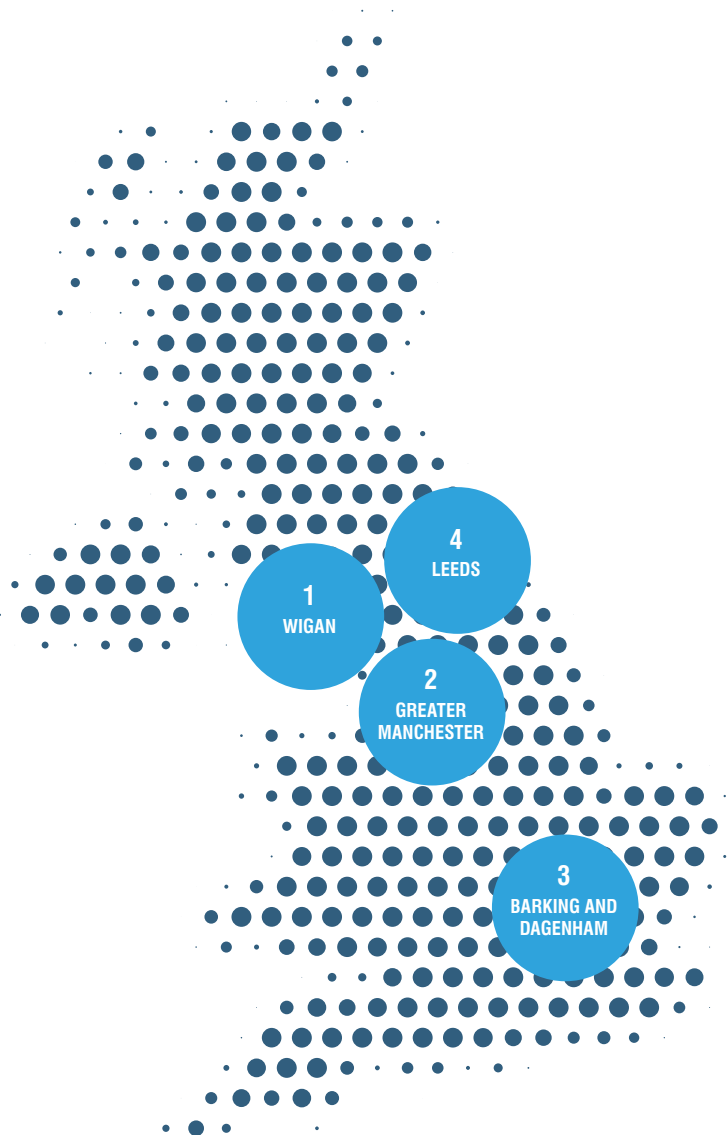 4
LEEDS
1
WIGAN
2
GREATER
MANCHESTER
3
BARKING AND
DAGENHAM